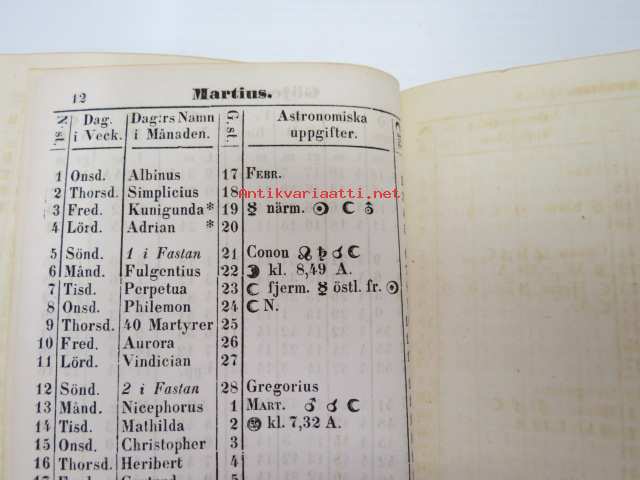 12 Martius.
N. st. Dag. i Veck. Dag:rs Namn i Månaden. G. st. Astronomiska uppgifter.
1 Onsd. Albinus 17 FEBR.
2 Thorsd. Simplicius 18
3 Fred. Kunigunda* 19 ☿ närm. ☉ ☾ ♁
4 Lörd. Adrian * 20
5 Sönd. 1 i Fastan 21 Conon ☊ ♄ ☌ ☾
6 Månd. Fulgentius 22 kl. 8,49 A.
7 Tisd. Perpetua 23 ☾ fjerm. ☿ östl. fr. ☉
8 Onsd. Philemon 24 ☾ N.
9 Thorsd. 40 Martyrer 25
10 Fred. Aurora 26
11 Lörd. Vindician 27
12 Sönd. 2 i Fastan 28 Gregorius
13 Månd. Nicephorus 1 MART. ♂ ☌ ☾
14 Tisd. Mathilda 2 kl. 7,32 A.
15 Onsd. Christopher 3
16 Thorsd. Heribert 4
Antikvariaatti.net